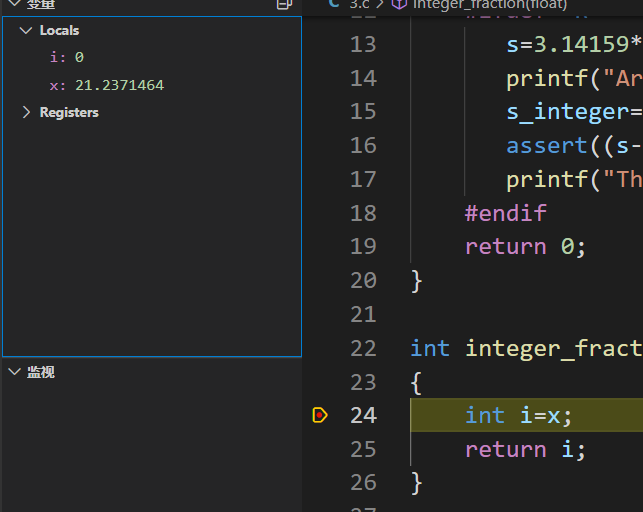 变量
C 3.c > integer_fraction(float)
Locals
i: 0
x: 21.2371464
Registers
监视
12
13 s=3.14159*
14 printf("Ar
15 s_integer=
16 assert((s-
17 printf("Th
18 #endif
19 return 0;
20 }
21
22 int integer_fract
23 {
24 int i=x;
25 return i;
26 }
27